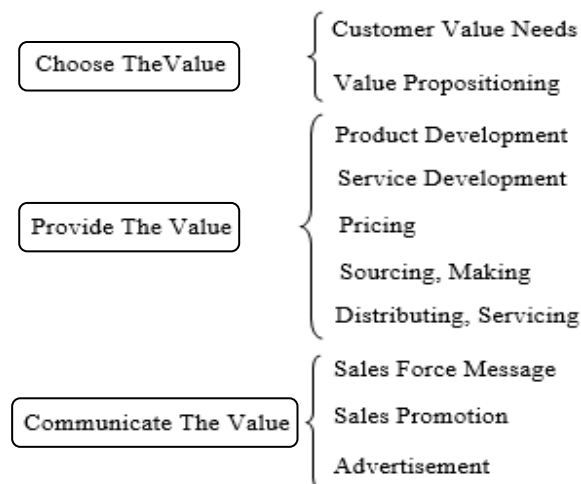 Choose TheValue
Customer Value Needs
Value Propositioning
Provide The Value
Product Development
Service Development
Pricing
Sourcing, Making
Distributing, Servicing
Communicate The Value
Sales Force Message
Sales Promotion
Advertisement